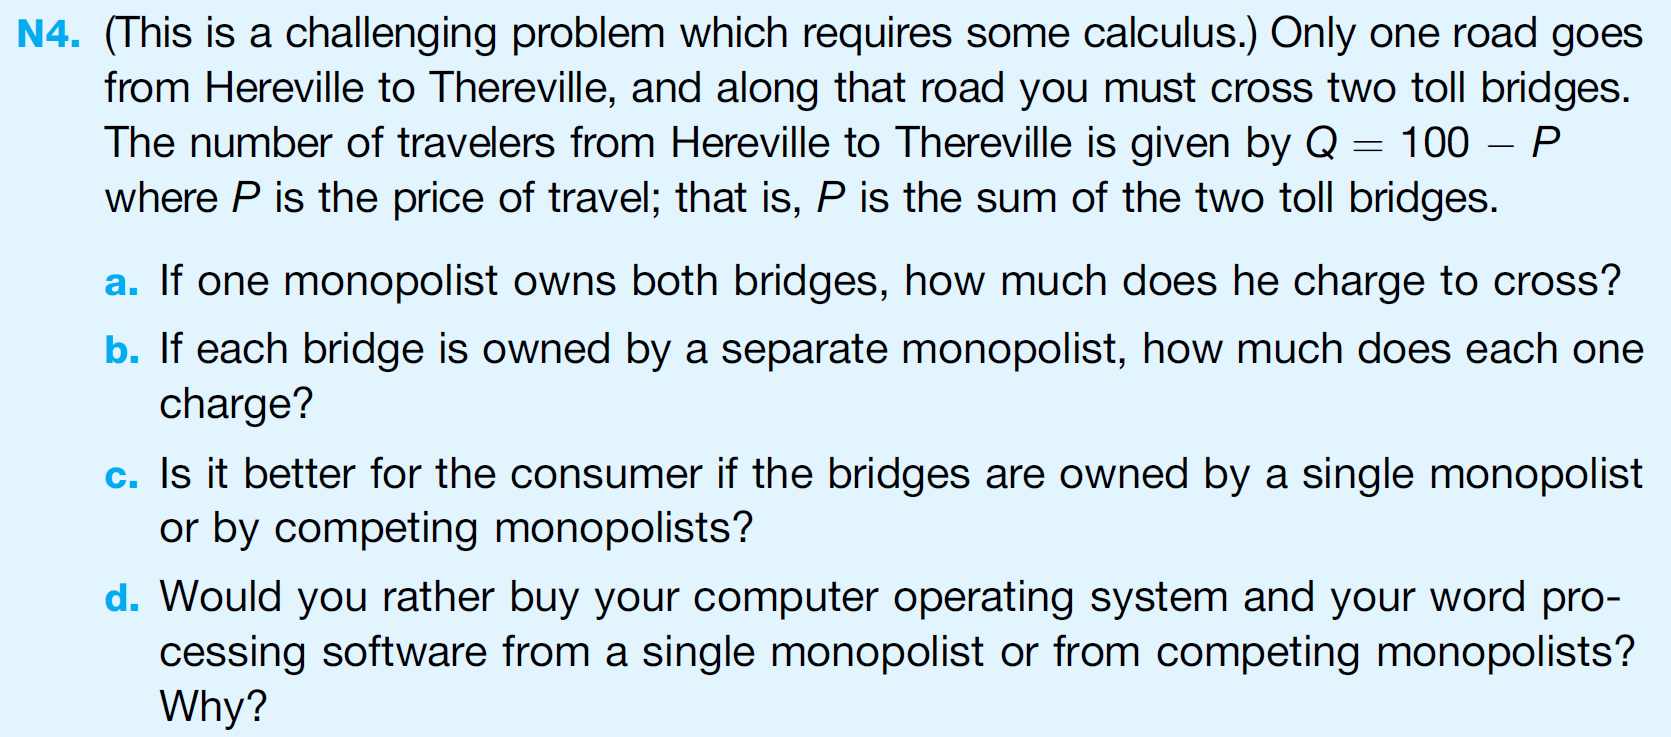 N4. (This is a challenging problem which requires some calculus.) Only one road goes
from Hereville to Thereville, and along that road you must cross two toll bridges.
The number of travelers from Hereville to Thereville is given by Q = 100 – P
where P is the price of travel; that is, P is the sum of the two toll bridges.
a. If one monopolist owns both bridges, how much does he charge to cross?
b. If each bridge is owned by a separate monopolist, how much does each one
charge?
c. Is it better for the consumer if the bridges are owned by a single monopolist
or by competing monopolists?
d. Would you rather buy your computer operating system and your word pro-
cessing software from a single monopolist or from competing monopolists?
Why?